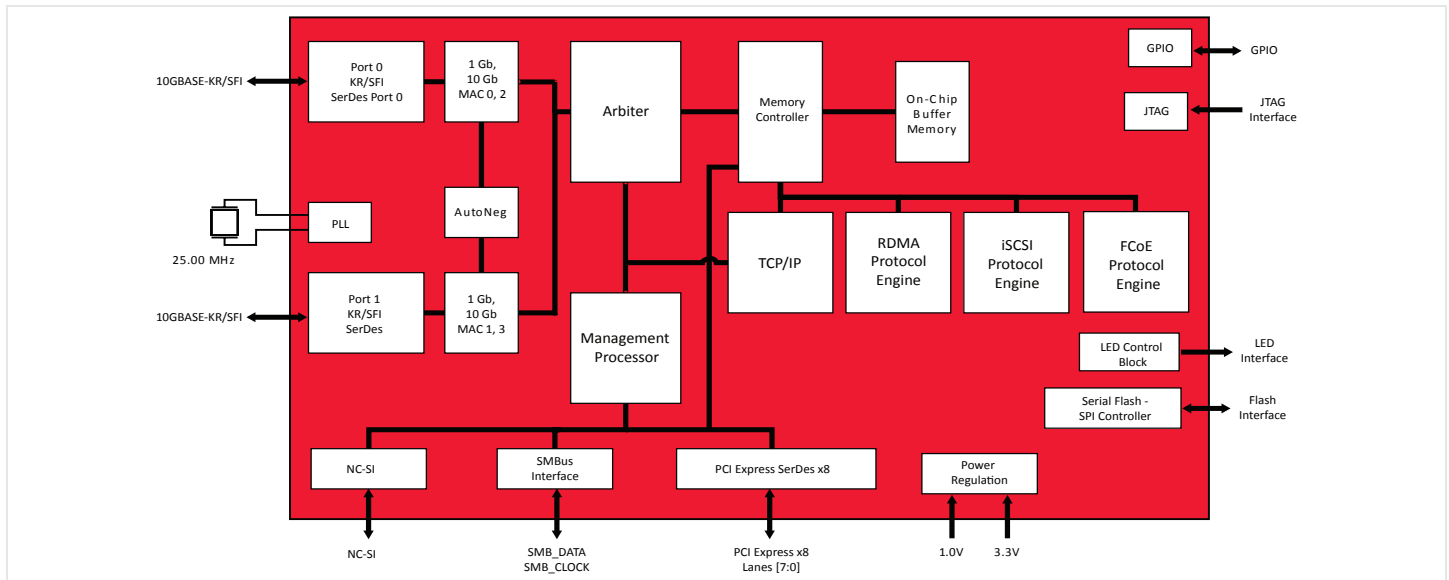 10GBASE-KR/SFI
Port 0
KR/SFI
SerDes Port 0
1 Gb,
10 Gb
MAC 0, 2
Arbiter
Memory
Controller
On-Chip
Buffer
Memory
GPIO
GPIO
JTAG
JTAG
Interface
25.00 MHz
PLL
AutoNeg
TCP/IP
RDMA
Protocol
Engine
iSCSI
Protocol
Engine
FCoE
Protocol
Engine
10GBASE-KR/SFI
Port 1
KR/SFI
SerDes
1 Gb,
10 Gb
MAC 1, 3
Management
Processor
LED Control
Block
LED
Interface
Serial Flash -
SPI Controller
Flash
Interface
NC-SI
SMBus
Interface
PCI Express SerDes x8
Power
Regulation
NC-SI
SMB_DATA
SMB_CLOCK
PCI Express x8
Lanes [7:0]
1.0V
3.3V